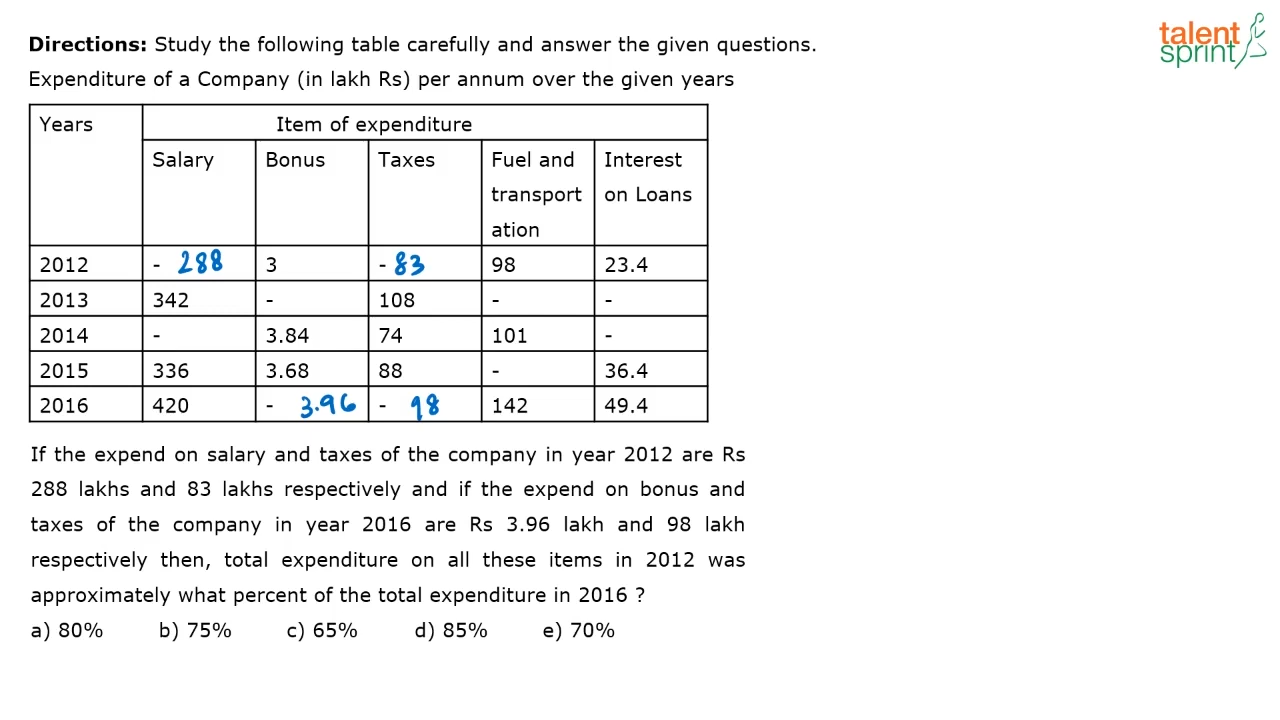 Directions: Study the following table carefully and answer the given questions.
talent
sprint
Expenditure of a Company (in lakh Rs) per annum over the given years
Years Item of expenditure
Salary Bonus Taxes Fuel and Interest
transport on Loans
ation
2012 - 288 3 - 83 98 23.4
2013 342 - 108 - -
2014 - 3.84 74 101 -
2015 336 3.68 88 - 36.4
2016 420 - 3.96 - 98 142 49.4
If the expend on salary and taxes of the company in year 2012 are Rs
288 lakhs and 83 lakhs respectively and if the expend on bonus and
taxes of the company in year 2016 are Rs 3.96 lakh and 98 lakh
respectively then, total expenditure on all these items in 2012 was
approximately what percent of the total expenditure in 2016 ?
a) 80% b) 75% c) 65% d) 85% e) 70%